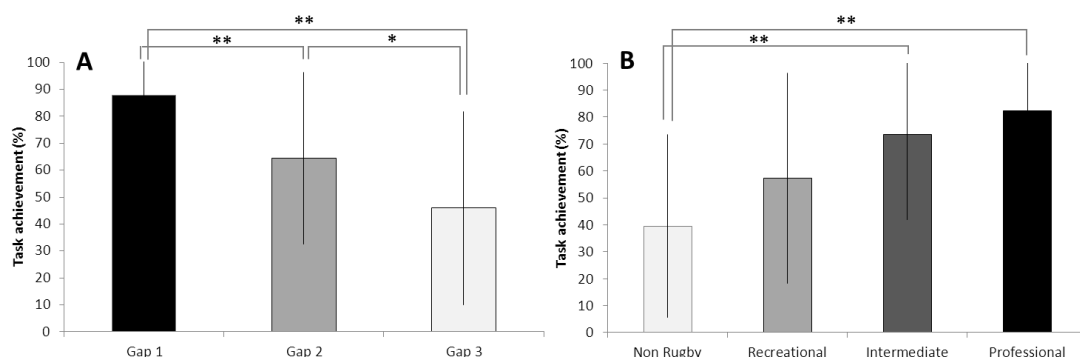 A
Task achievement (%)
100
90
80
70
60
50
40
30
20
10
0
**
**
*
Gap 1
Gap 2
Gap 3
B
Task achievement (%)
100
90
80
70
60
50
40
30
20
10
0
**
**
Non Rugby
Recreational
Intermediate
Professional